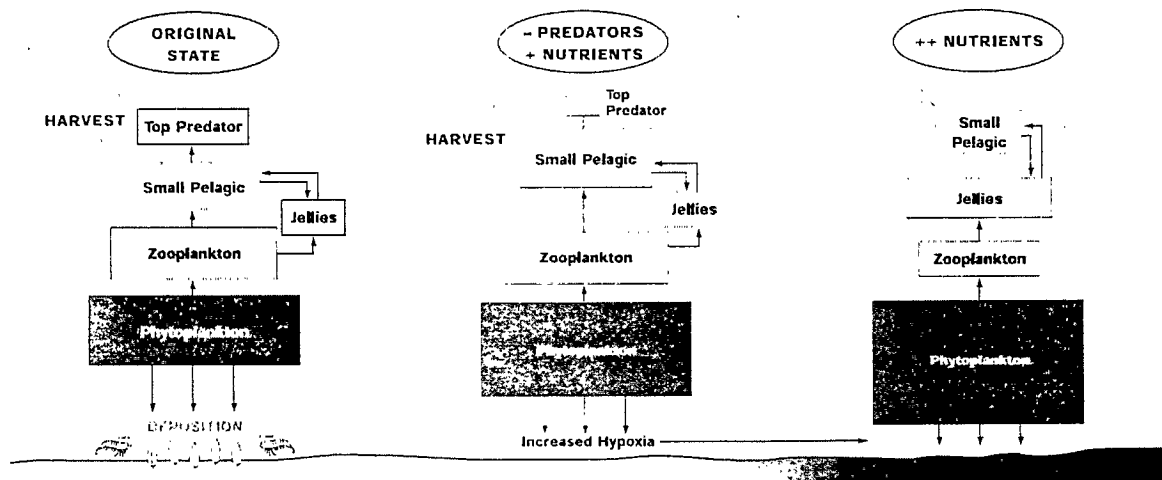 ORIGINAL
STATE
HARVEST
Top Predator
Small Pelagic
Jellies
Zooplankton
Phytoplankton
DEPOSITION
– PREDATORS
+ NUTRIENTS
Top
Predator
HARVEST
Small Pelagic
Jellies
Zooplankton
Increased Hypoxia
++ NUTRIENTS
Small
Pelagic
Jellies
Zooplankton
Phytoplankton